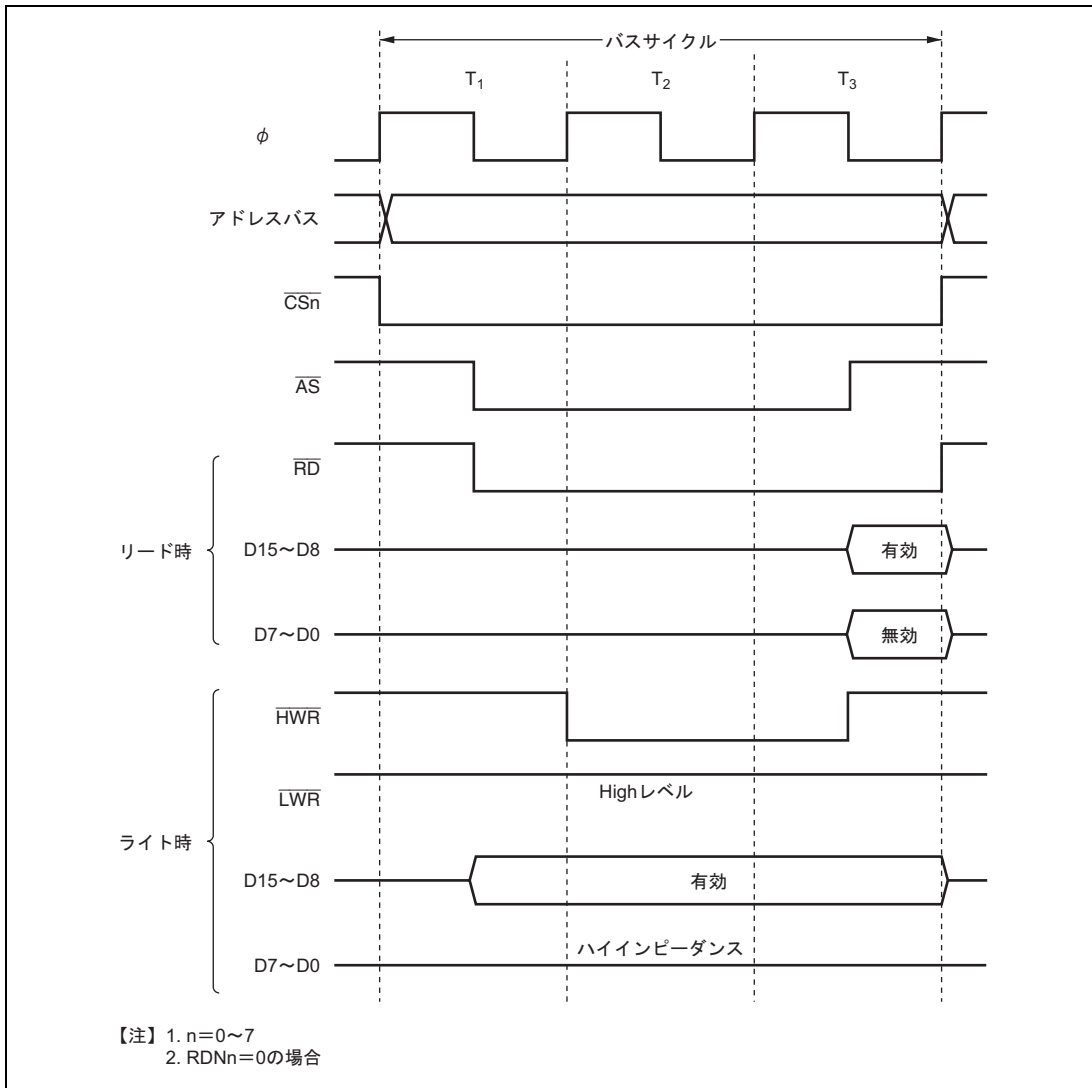 バスサイクル
T1 T2 T3
φ
アドレスバス
CSn
AS
RD
リード時
D15～D8 有効
D7～D0 無効
HWR
LWR Highレベル
ライト時
D15～D8 有効
D7～D0 ハイインピーダンス
【注】1. n＝0～7
2. RDNn＝0の場合